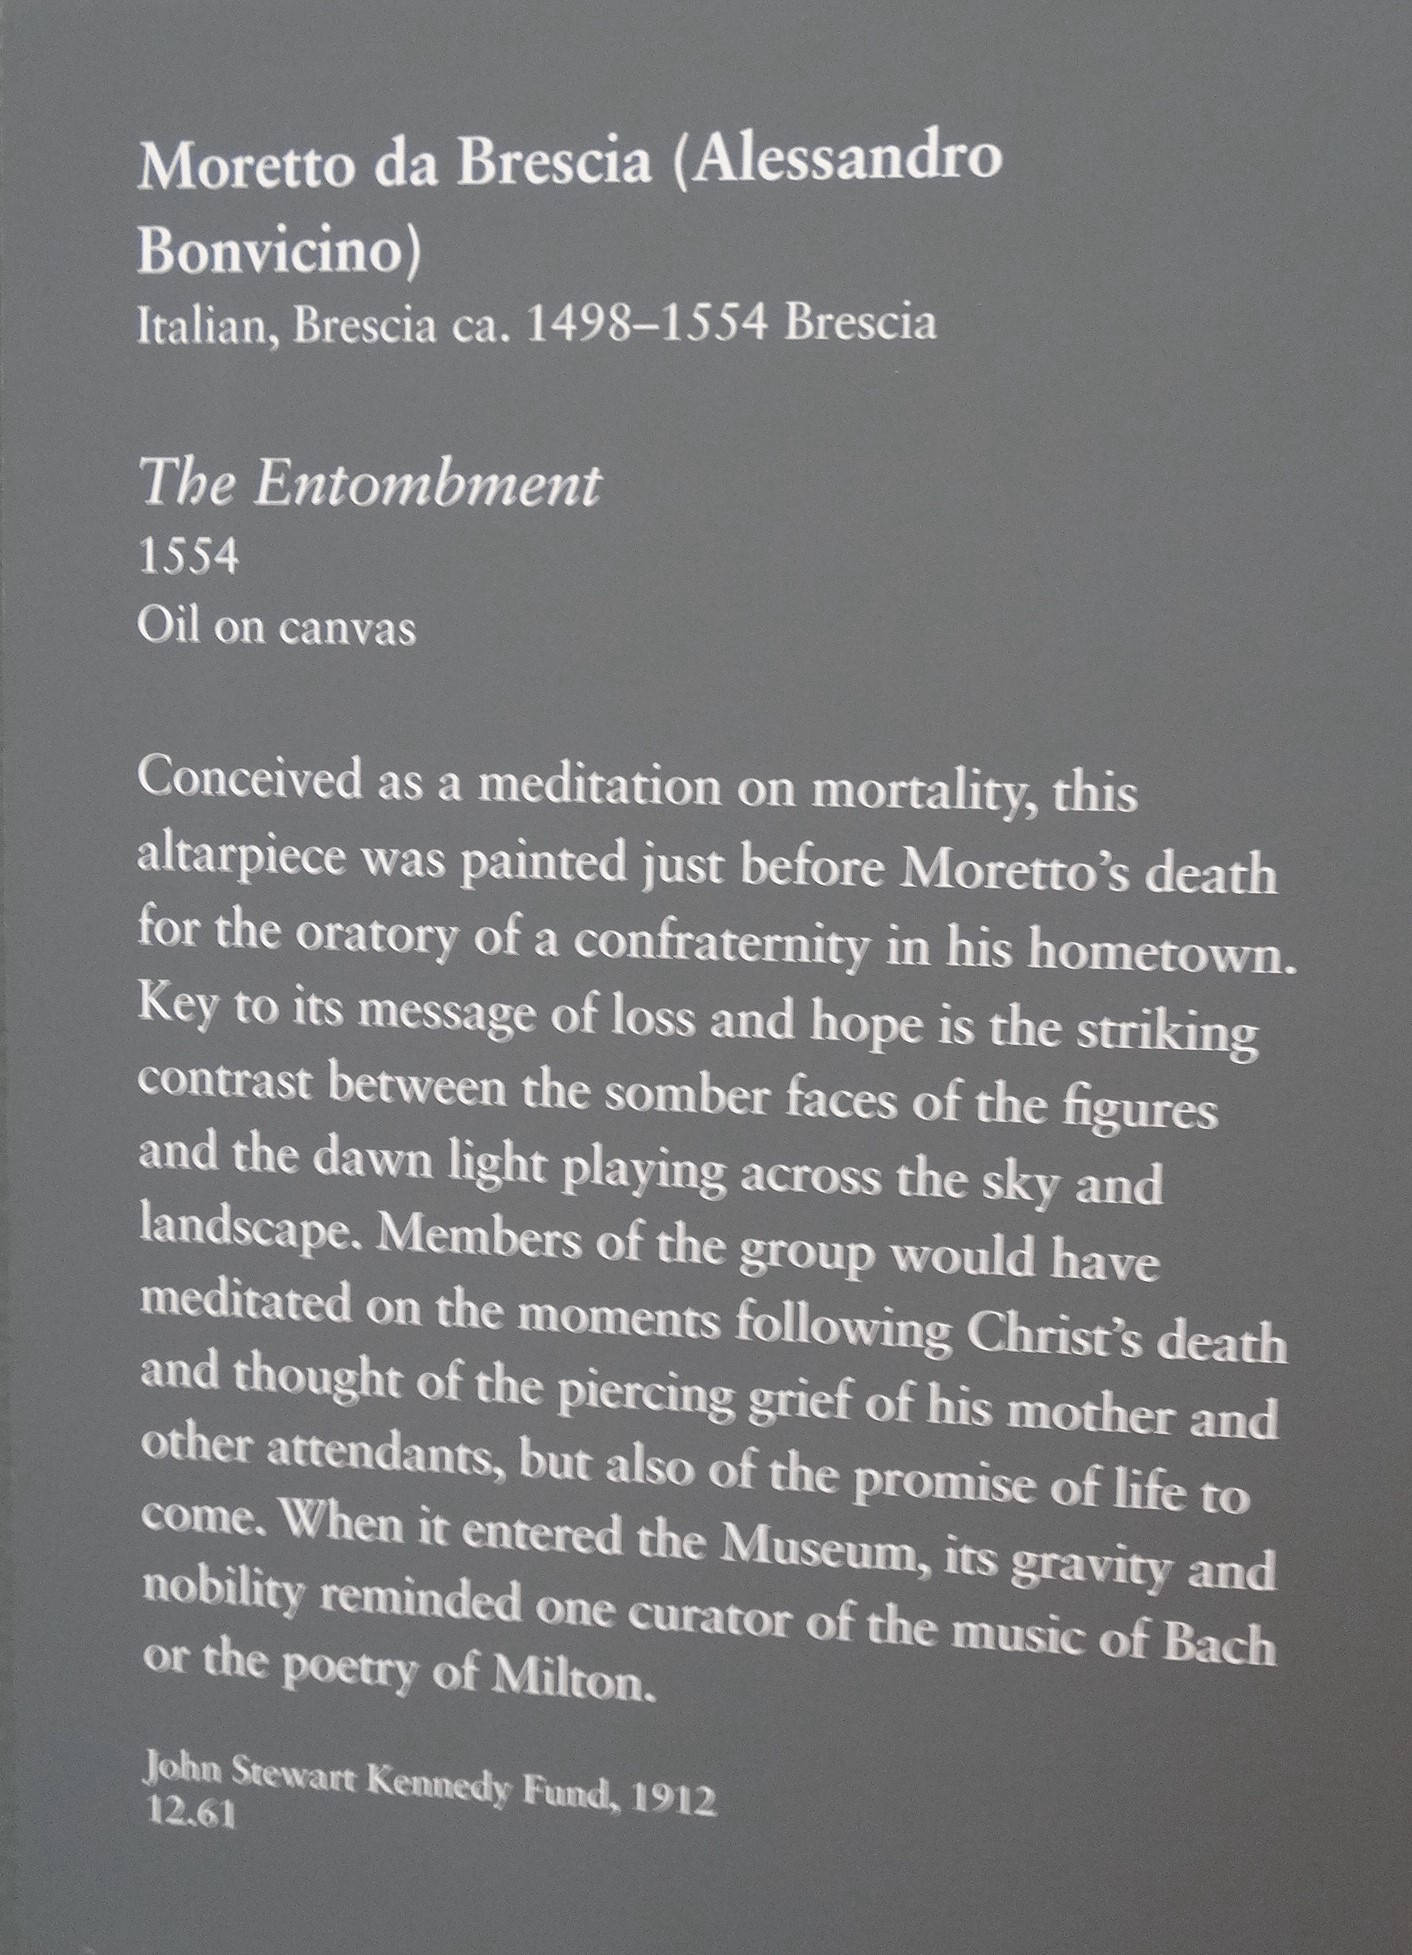 Moretto da Brescia (Alessandro
Bonvicino)
Italian, Brescia ca. 1498–1554 Brescia
The Entombment
1554
Oil on canvas
Conceived as a meditation on mortality, this
altarpiece was painted just before Moretto’s death
for the oratory of a confraternity in his hometown.
Key to its message of loss and hope is the striking
contrast between the somber faces of the figures
and the dawn light playing across the sky and
landscape. Members of the group would have
meditated on the moments following Christ’s death
and thought of the piercing grief of his mother and
other attendants, but also of the promise of life to
come. When it entered the Museum, its gravity and
nobility reminded one curator of the music of Bach
or the poetry of Milton.
John Stewart Kennedy Fund, 1912
12.61